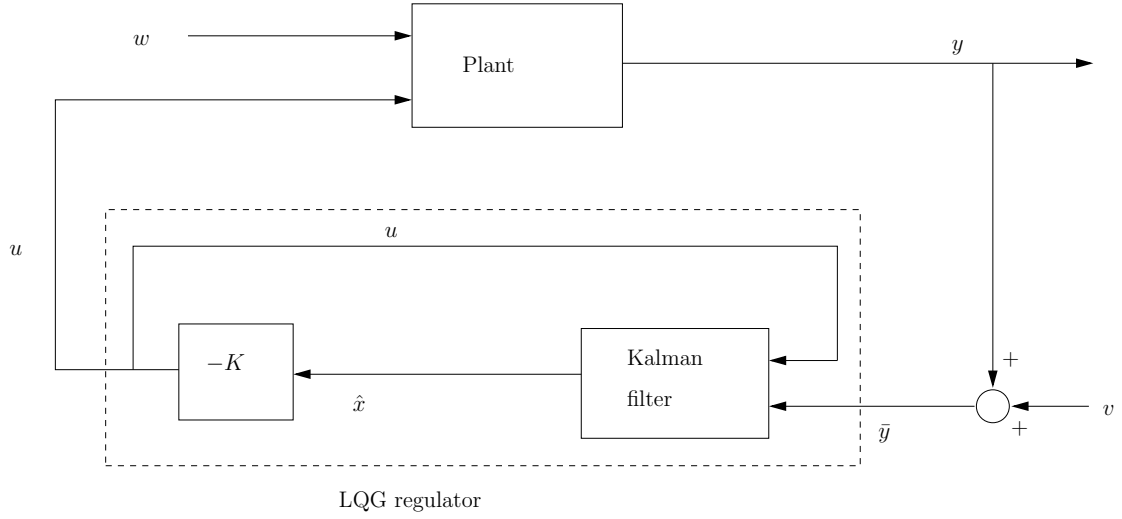 w
y
Plant
u
u
−K
Kalman
filter
x̂
+
v
+
ȳ
LQG regulator